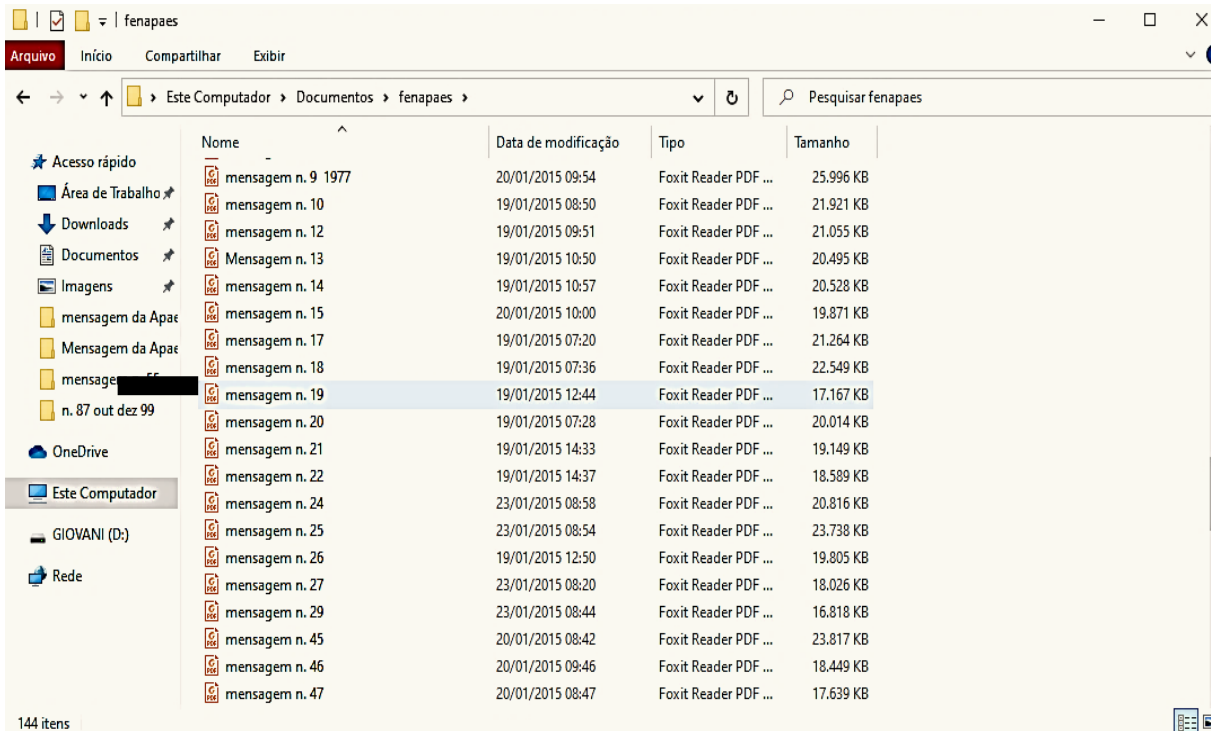 fenapaes
Arquivo Início Compartilhar Exibir
Este Computador Documentos fenapaes
Pesquisar fenapaes
Acesso rápido
Área de Trabalho
Downloads
Documentos
Imagens
mensagem da Apae
Mensagem da Apae
n. 87 out dez 99
OneDrive
Este Computador
GIOVANI (D:)
Rede
Nome Data de modificação Tipo Tamanho
mensagem n. 9 1977 20/01/2015 09:54 Foxit Reader PDF ... 25.996 KB
mensagem n. 10 19/01/2015 08:50 Foxit Reader PDF ... 21.921 KB
mensagem n. 12 19/01/2015 09:51 Foxit Reader PDF ... 21.055 KB
Mensagem n. 13 19/01/2015 10:50 Foxit Reader PDF ... 20.495 KB
mensagem n. 14 19/01/2015 10:57 Foxit Reader PDF ... 20.528 KB
mensagem n. 15 20/01/2015 10:00 Foxit Reader PDF ... 19.871 KB
mensagem n. 17 19/01/2015 07:20 Foxit Reader PDF ... 21.264 KB
mensagem n. 18 19/01/2015 07:36 Foxit Reader PDF ... 22.549 KB
mensagem n. 19 19/01/2015 12:44 Foxit Reader PDF ... 17.167 KB
mensagem n. 20 19/01/2015 07:28 Foxit Reader PDF ... 20.014 KB
mensagem n. 21 19/01/2015 14:33 Foxit Reader PDF ... 19.149 KB
mensagem n. 22 19/01/2015 14:37 Foxit Reader PDF ... 18.589 KB
mensagem n. 24 23/01/2015 08:58 Foxit Reader PDF ... 20.816 KB
mensagem n. 25 23/01/2015 08:54 Foxit Reader PDF ... 23.738 KB
mensagem n. 26 19/01/2015 12:50 Foxit Reader PDF ... 19.805 KB
mensagem n. 27 23/01/2015 08:20 Foxit Reader PDF ... 18.026 KB
mensagem n. 29 23/01/2015 08:44 Foxit Reader PDF ... 16.818 KB
mensagem n. 45 20/01/2015 08:42 Foxit Reader PDF ... 23.817 KB
mensagem n. 46 20/01/2015 09:46 Foxit Reader PDF ... 18.449 KB
mensagem n. 47 20/01/2015 08:47 Foxit Reader PDF ... 17.639 KB
144 itens